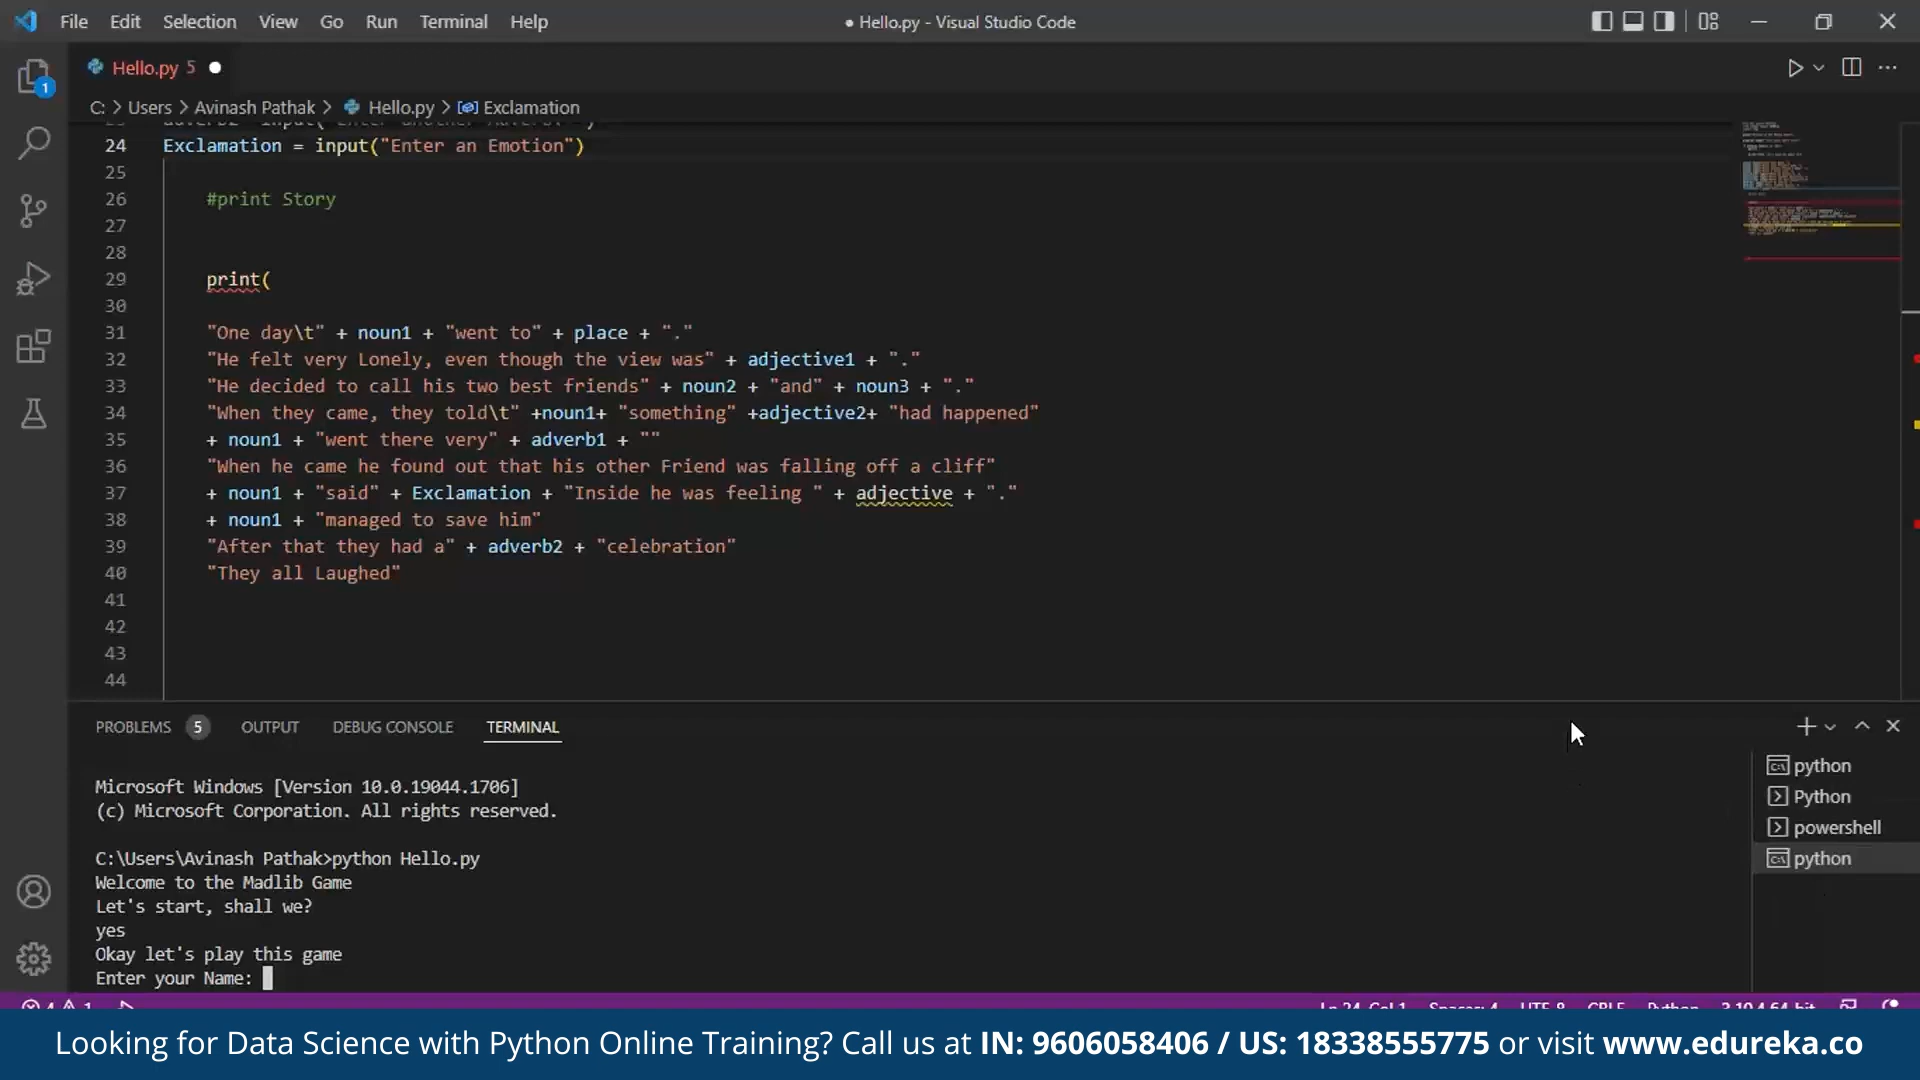 File Edit Selection View Go Run Terminal Help
● Hello.py - Visual Studio Code
Hello.py 5
1
C: > Users > Avinash Pathak > Hello.py > Exclamation
24 Exclamation = input("Enter an Emotion")
25
26 #print Story
27
28
29 print(
30
31 "One day\t" + noun1 + "went to" + place + "."
32 "He felt very Lonely, even though the view was" + adjective1 + "."
33 "He decided to call his two best friends" + noun2 + "and" + noun3 + "."
34 "When they came, they told\t" +noun1+ "something" +adjective2+ "had happened"
35 + noun1 + "went there very" + adverb1 + ""
36 "When he came he found out that his other Friend was falling off a cliff"
37 + noun1 + "said" + Exclamation + "Inside he was feeling " + adjective + "."
38 + noun1 + "managed to save him"
39 "After that they had a" + adverb2 + "celebration"
40 "They all Laughed"
41
42
43
44
PROBLEMS 5 OUTPUT DEBUG CONSOLE TERMINAL
Microsoft Windows [Version 10.0.19044.1706]
(c) Microsoft Corporation. All rights reserved.
C:\Users\Avinash Pathak>python Hello.py
Welcome to the Madlib Game
Let's start, shall we?
yes
Okay let's play this game
Enter your Name:
python
Python
powershell
python
Looking for Data Science with Python Online Training? Call us at IN: 9606058406 / US: 18338555775 or visit www.edureka.co